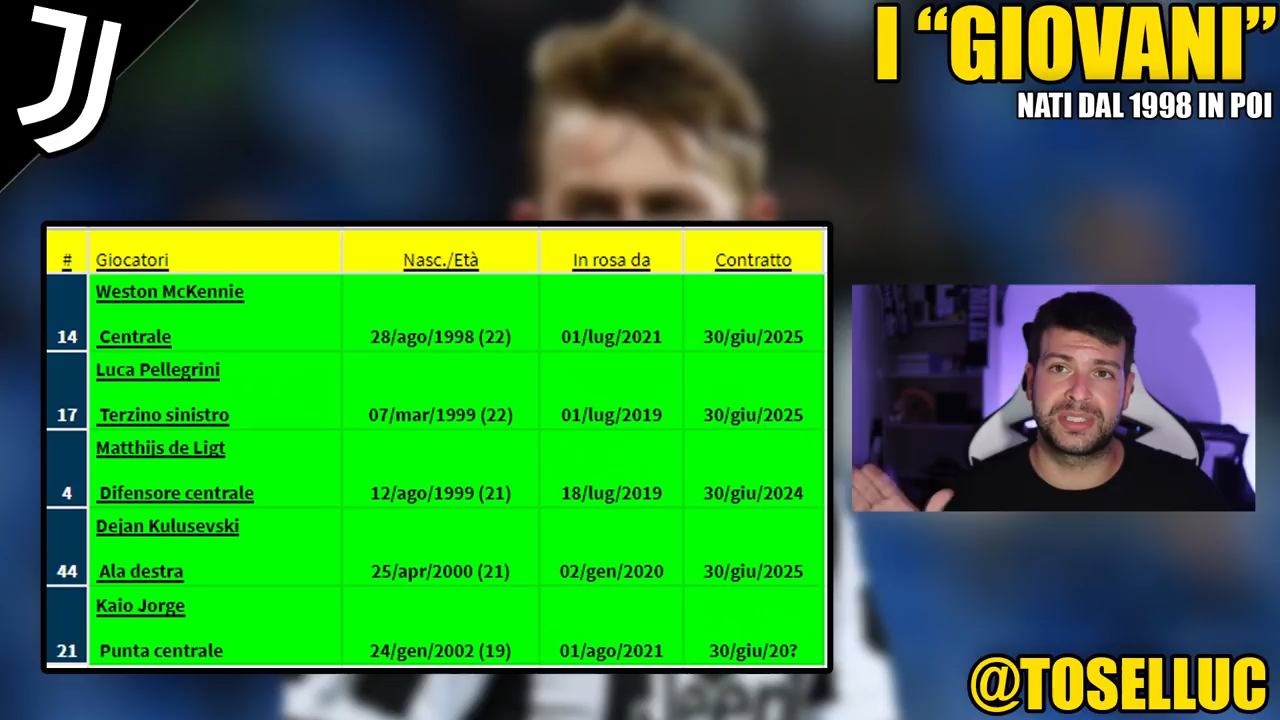 I “GIOVANI”
NATI DAL 1998 IN POI
# Giocatori Nasc./Età In rosa da Contratto
Weston McKennie
14 Centrale 28/ago/1998 (22) 01/lug/2021 30/giu/2025
Luca Pellegrini
17 Terzino sinistro 07/mar/1999 (22) 01/lug/2019 30/giu/2025
Matthijs de Ligt
4 Difensore centrale 12/ago/1999 (21) 18/lug/2019 30/giu/2024
Dejan Kulusevski
44 Ala destra 25/apr/2000 (21) 02/gen/2020 30/giu/2025
Kaio Jorge
21 Punta centrale 24/gen/2002 (19) 01/ago/2021 30/giu/20?
Jeep
@TOSELLUC